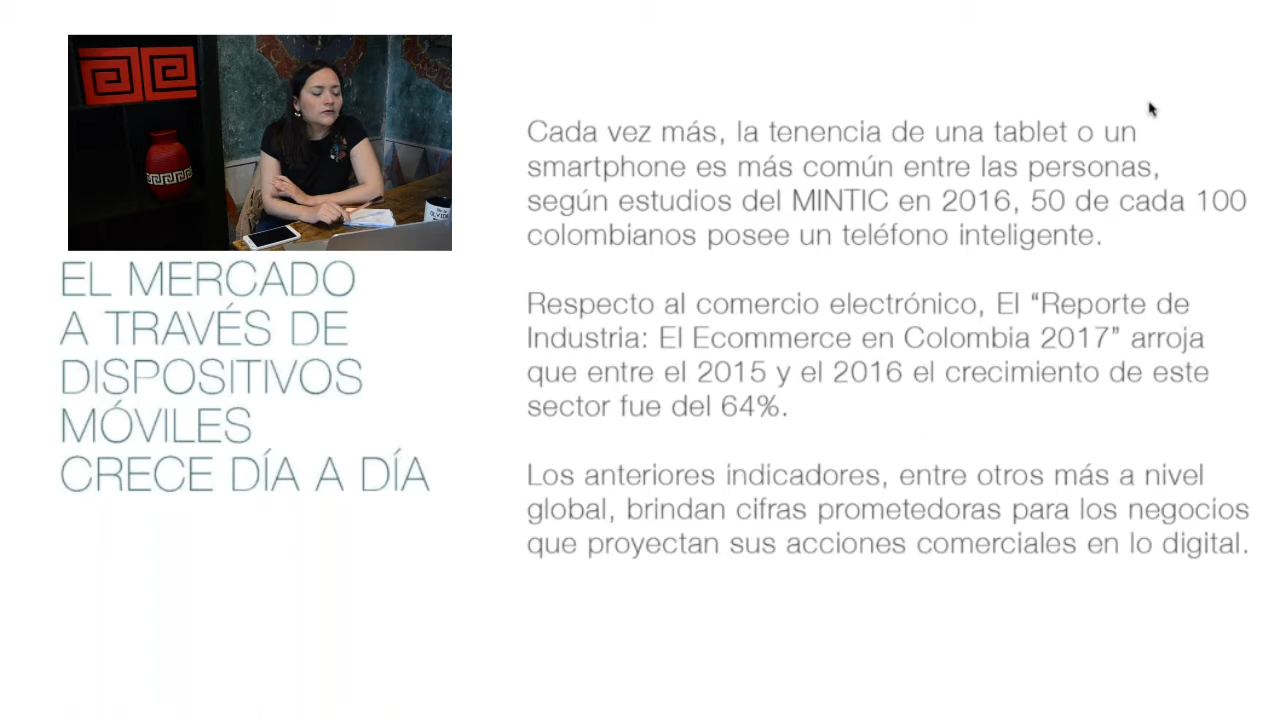 EL MERCADO
A TRAVÉS DE
DISPOSITIVOS
MÓVILES
CRECE DÍA A DÍA
Cada vez más, la tenencia de una tablet o un
smartphone es más común entre las personas,
según estudios del MINTIC en 2016, 50 de cada 100
colombianos posee un teléfono inteligente.
Respecto al comercio electrónico, El “Reporte de
Industria: El Ecommerce en Colombia 2017” arroja
que entre el 2015 y el 2016 el crecimiento de este
sector fue del 64%.
Los anteriores indicadores, entre otros más a nivel
global, brindan cifras prometedoras para los negocios
que proyectan sus acciones comerciales en lo digital.